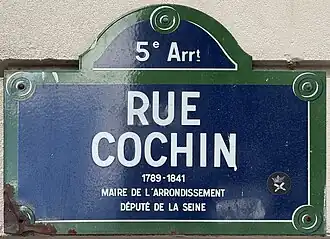 5e Arrt
RUE
COCHIN
1789-1841
MAIRE DE L'ARRONDISSEMENT
DÉPUTÉ DE LA SEINE